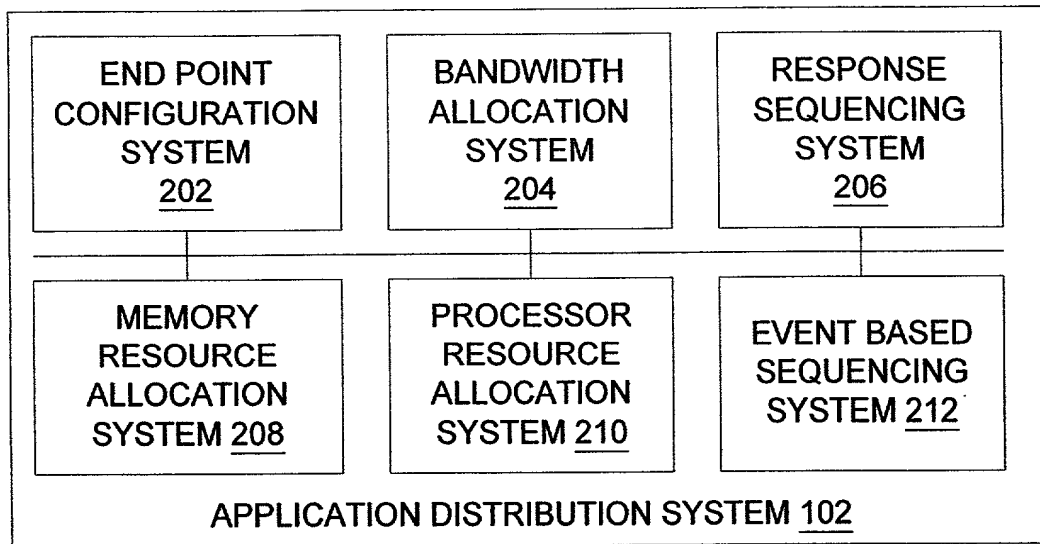 END POINT
CONFIGURATION
SYSTEM
202
BANDWIDTH
ALLOCATION
SYSTEM
204
RESPONSE
SEQUENCING
SYSTEM
206
MEMORY
RESOURCE
ALLOCATION
SYSTEM 208
PROCESSOR
RESOURCE
ALLOCATION
SYSTEM 210
EVENT BASED
SEQUENCING
SYSTEM 212
APPLICATION DISTRIBUTION SYSTEM 102